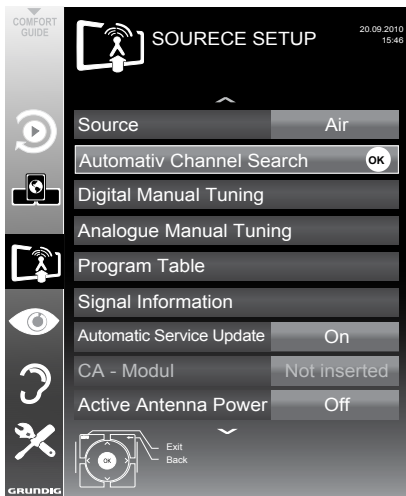 COMFORT
GUIDE
SOURECE SETUP
20.09.2010
15:46
Source Air
Automativ Channel Search OK
Digital Manual Tuning
Analogue Manual Tuning
Program Table
Signal Information
Automatic Service Update On
CA - Modul Not inserted
Active Antenna Power Off
Exit
OK Back
GRUNDIG